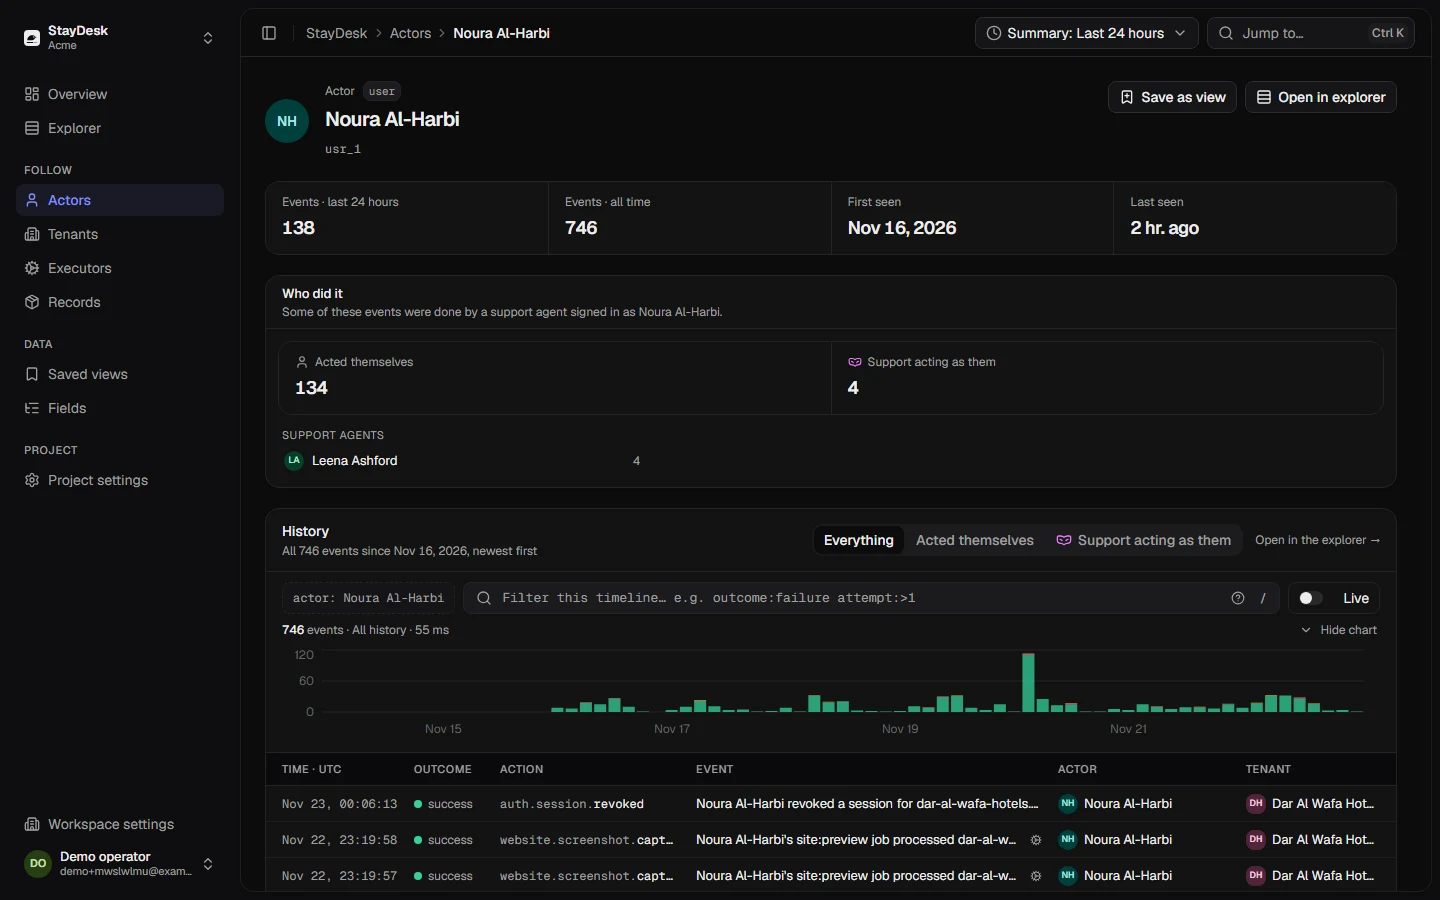 StayDesk
Acme
Overview
Explorer
FOLLOW
Actors
Tenants
Executors
Records
DATA
Saved views
Fields
PROJECT
Project settings
Workspace settings
DO
Demo operator
demo+mwslwlmu@exam...
StayDesk > Actors > Noura Al-Harbi
Summary: Last 24 hours
Jump to...
Ctrl K
NH
Actor user
Noura Al-Harbi
usr_1
Save as view
Open in explorer
Events · last 24 hours
138
Events · all time
746
First seen
Nov 16, 2026
Last seen
2 hr. ago
Who did it
Some of these events were done by a support agent signed in as Noura Al-Harbi.
Acted themselves
134
Support acting as them
4
SUPPORT AGENTS
LA Leena Ashford 4
History
All 746 events since Nov 16, 2026, newest first
Everything
Acted themselves
Support acting as them
Open in the explorer →
actor: Noura Al-Harbi
Filter this timeline… e.g. outcome:failure attempt:>1
/
Live
746 events · All history · 55 ms
Hide chart
120
60
0
Nov 15 Nov 17 Nov 19 Nov 21
TIME · UTC OUTCOME ACTION EVENT ACTOR TENANT
Nov 23, 00:06:13 success auth.session.revoked Noura Al-Harbi revoked a session for dar-al-wafa-hotels.... NH Noura Al-Harbi DH Dar Al Wafa Hot...
Nov 22, 23:19:58 success website.screenshot.capt… Noura Al-Harbi's site:preview job processed dar-al-w... NH Noura Al-Harbi DH Dar Al Wafa Hot...
Nov 22, 23:19:57 success website.screenshot.capt… Noura Al-Harbi's site:preview job processed dar-al-w... NH Noura Al-Harbi DH Dar Al Wafa Hot...